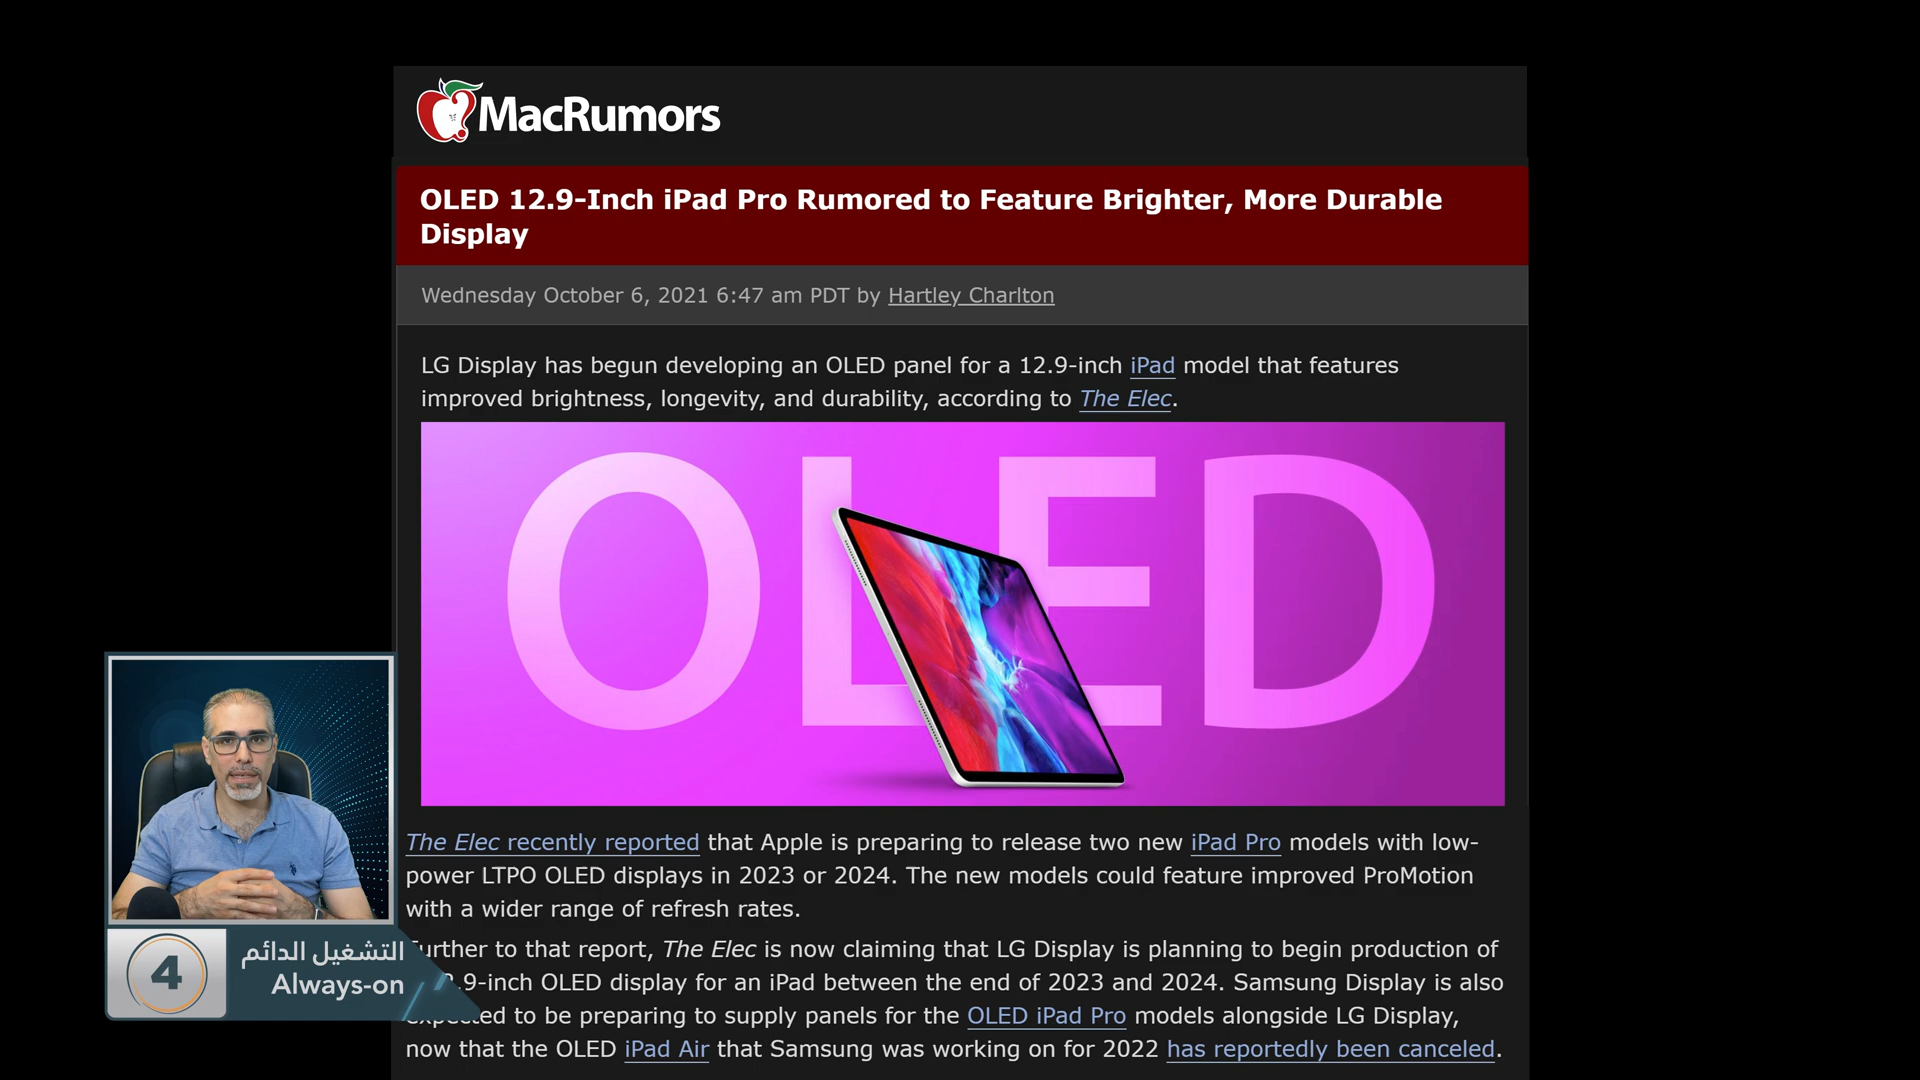 MacRumors
OLED 12.9-Inch iPad Pro Rumored to Feature Brighter, More Durable
Display
Wednesday October 6, 2021 6:47 am PDT by Hartley Charlton
LG Display has begun developing an OLED panel for a 12.9-inch iPad model that features
improved brightness, longevity, and durability, according to The Elec.
OLED
The Elec recently reported that Apple is preparing to release two new iPad Pro models with low-
power LTPO OLED displays in 2023 or 2024. The new models could feature improved ProMotion
with a wider range of refresh rates.
Further to that report, The Elec is now claiming that LG Display is planning to begin production of
.9-inch OLED display for an iPad between the end of 2023 and 2024. Samsung Display is also
expected to be preparing to supply panels for the OLED iPad Pro models alongside LG Display,
now that the OLED iPad Air that Samsung was working on for 2022 has reportedly been canceled.
4
التشغيل الدائم
Always-on